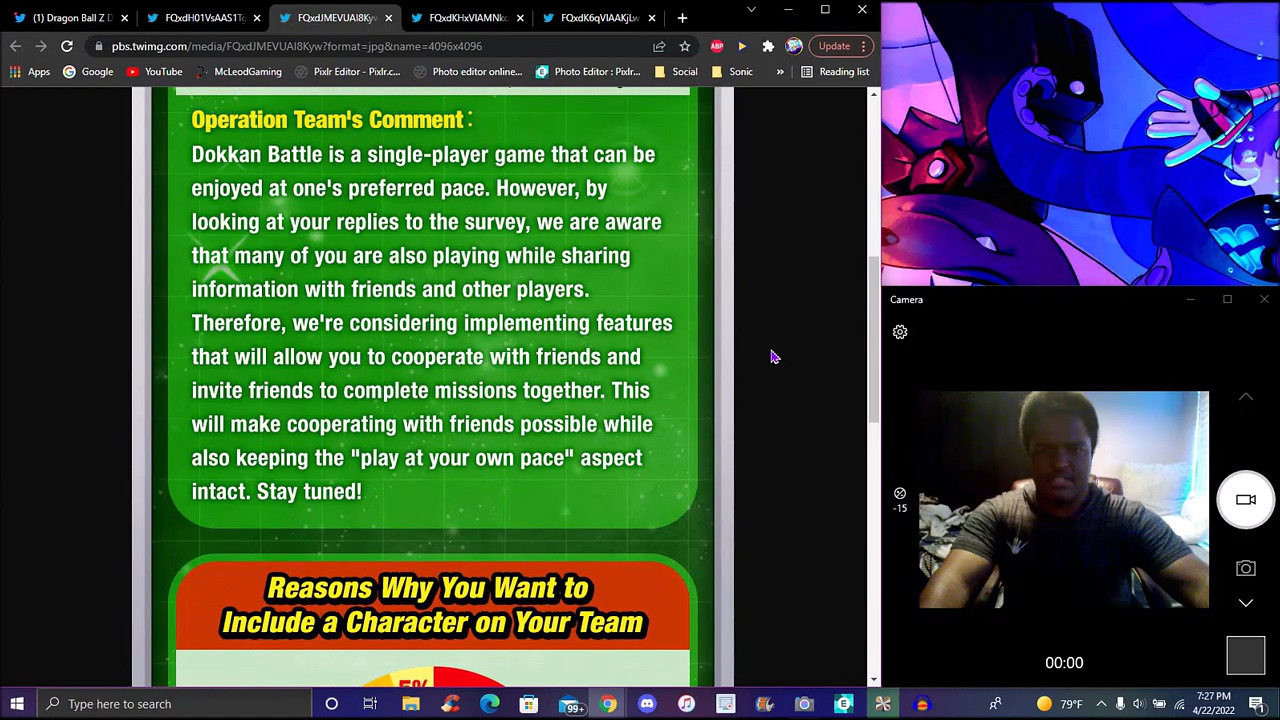 (1) Dragon Ball Z D
FQxdH01VsAAS1Tg
FQxdJMEVUAI8Kyw
FQxdKHxVIAMNkc
FQxdK6qVIAAKjLw
pbs.twimg.com/media/FQxdJMEVUAI8Kyw?format=jpg&name=4096x4096
ABP
Update
Apps
Google
YouTube
McLeodGaming
Pixlr Editor - Pixlr.c...
Photo editor online...
Photo Editor : Pixlr...
Social
Sonic
»
Reading list
Operation Team's Comment:
Dokkan Battle is a single-player game that can be
enjoyed at one's preferred pace. However, by
looking at your replies to the survey, we are aware
that many of you are also playing while sharing
information with friends and other players.
Therefore, we're considering implementing features
that will allow you to cooperate with friends and
invite friends to complete missions together. This
will make cooperating with friends possible while
also keeping the "play at your own pace" aspect
intact. Stay tuned!
Reasons Why You Want to
Include a Character on Your Team
5%
Camera
-15
00:00
Type here to search
99+
79°F
7:27 PM
4/22/2022